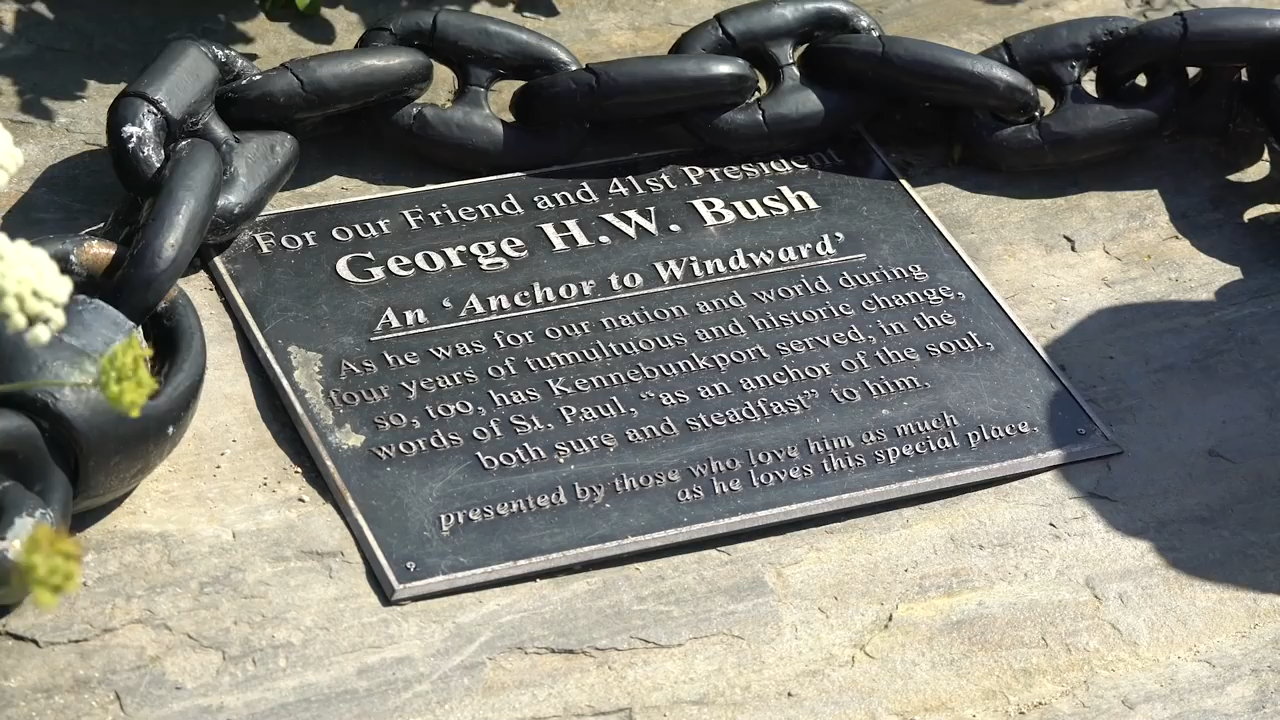 For our Friend and 41st President
George H.W. Bush
An ‘Anchor to Windward’
As he was for our nation and world during
four years of tumultuous and historic change,
so, too, has Kennebunkport served, in the
words of St. Paul, “as an anchor of the soul,
both sure and steadfast” to him.
presented by those who love him as much
as he loves this special place.